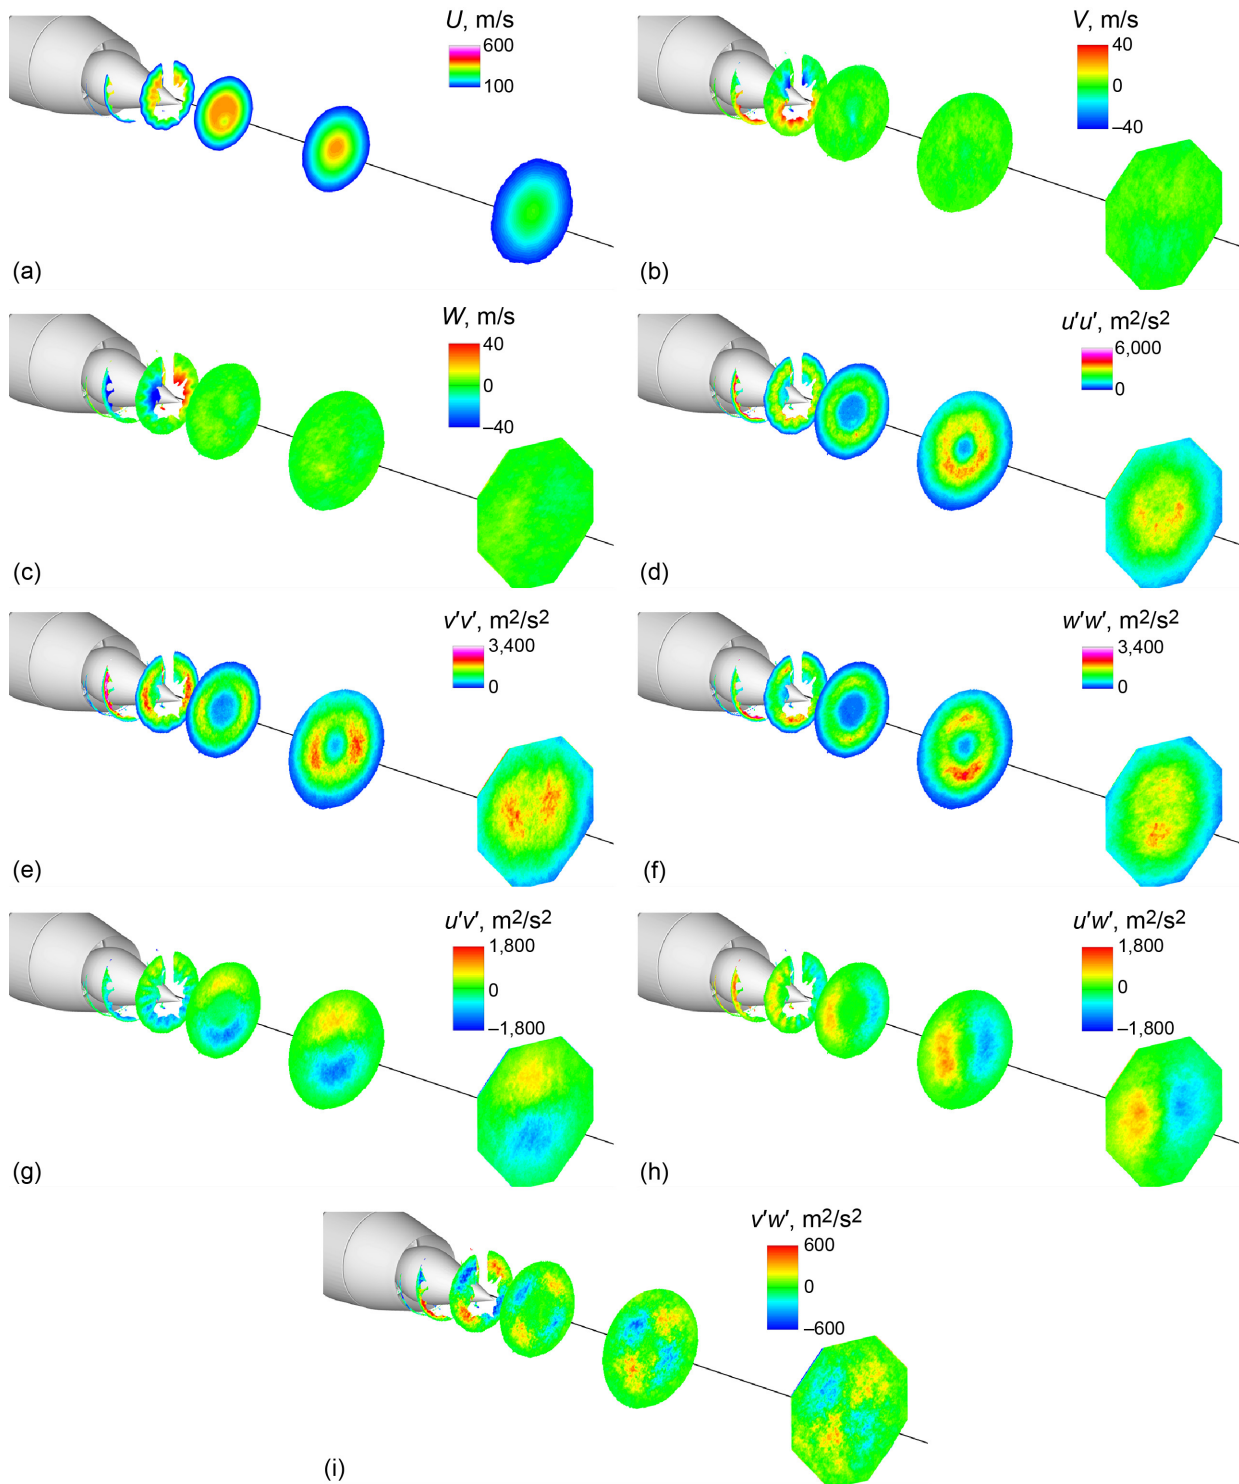 U, m/s
600
100
(a)
V, m/s
40
0
–40
(b)
W, m/s
40
0
–40
(c)
u'u', m2/s2
6,000
0
(d)
v'v', m2/s2
3,400
0
(e)
w'w', m2/s2
3,400
0
(f)
u'v', m2/s2
1,800
0
–1,800
(g)
u'w', m2/s2
1,800
0
–1,800
(h)
v'w', m2/s2
600
0
–600
(i)